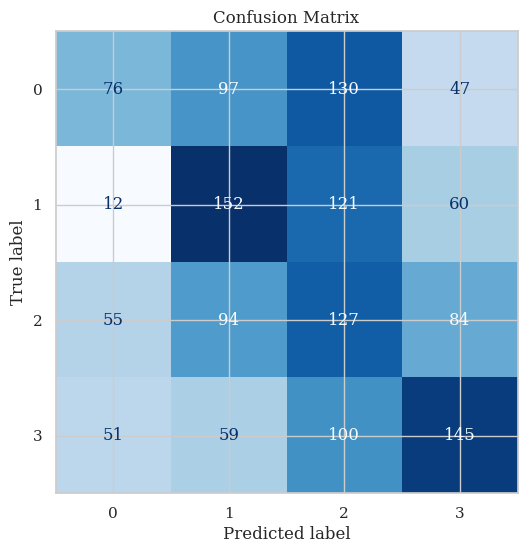 Confusion Matrix
0 76 97 130 47
1 12 152 121 60
2 55 94 127 84
3 51 59 100 145
True label
0 1 2 3
Predicted label